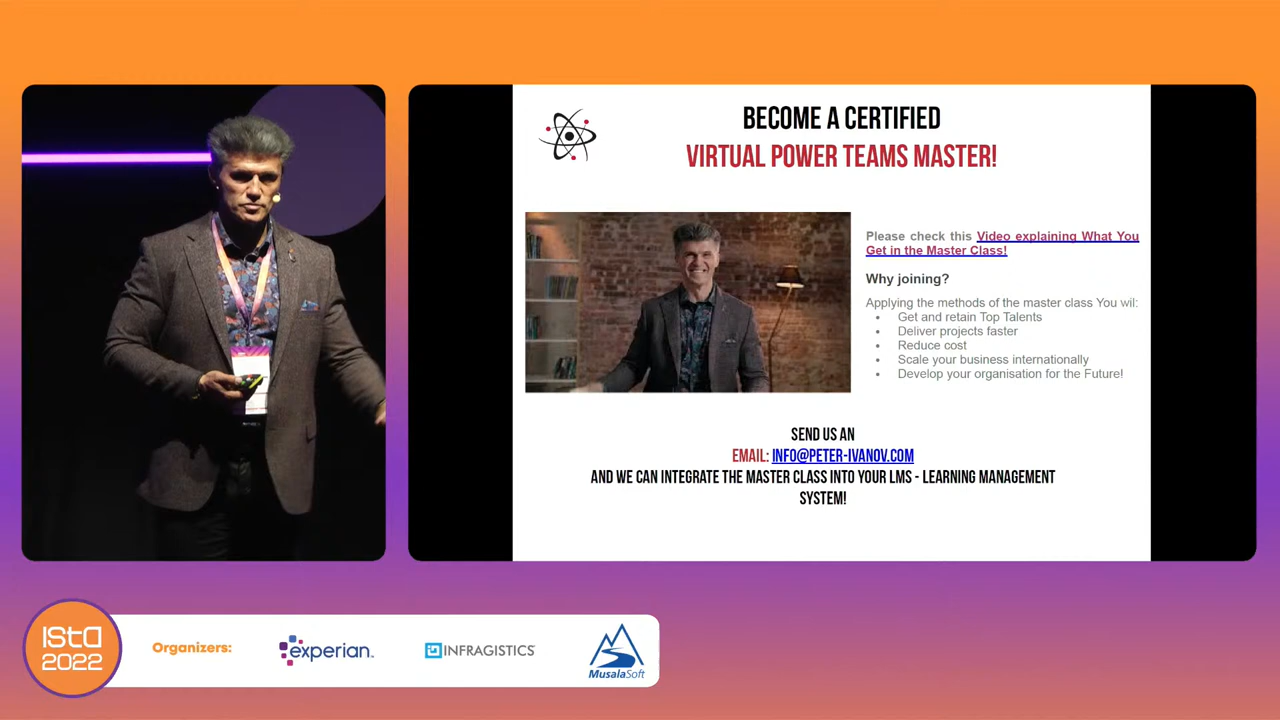 BECOME A CERTIFIED
VIRTUAL POWER TEAMS MASTER!
Please check this Video explaining What You
Get in the Master Class!
Why joining?
Applying the methods of the master class You wil:
• Get and retain Top Talents
• Deliver projects faster
• Reduce cost
• Scale your business internationally
• Develop your organisation for the Future!
SEND US AN
EMAIL: INFO@PETER-IVANOV.COM
AND WE CAN INTEGRATE THE MASTER CLASS INTO YOUR LMS - LEARNING MANAGEMENT
SYSTEM!
ISTA
2022
Organizers:
experian.
INFRAGISTICS
MusalaSoft